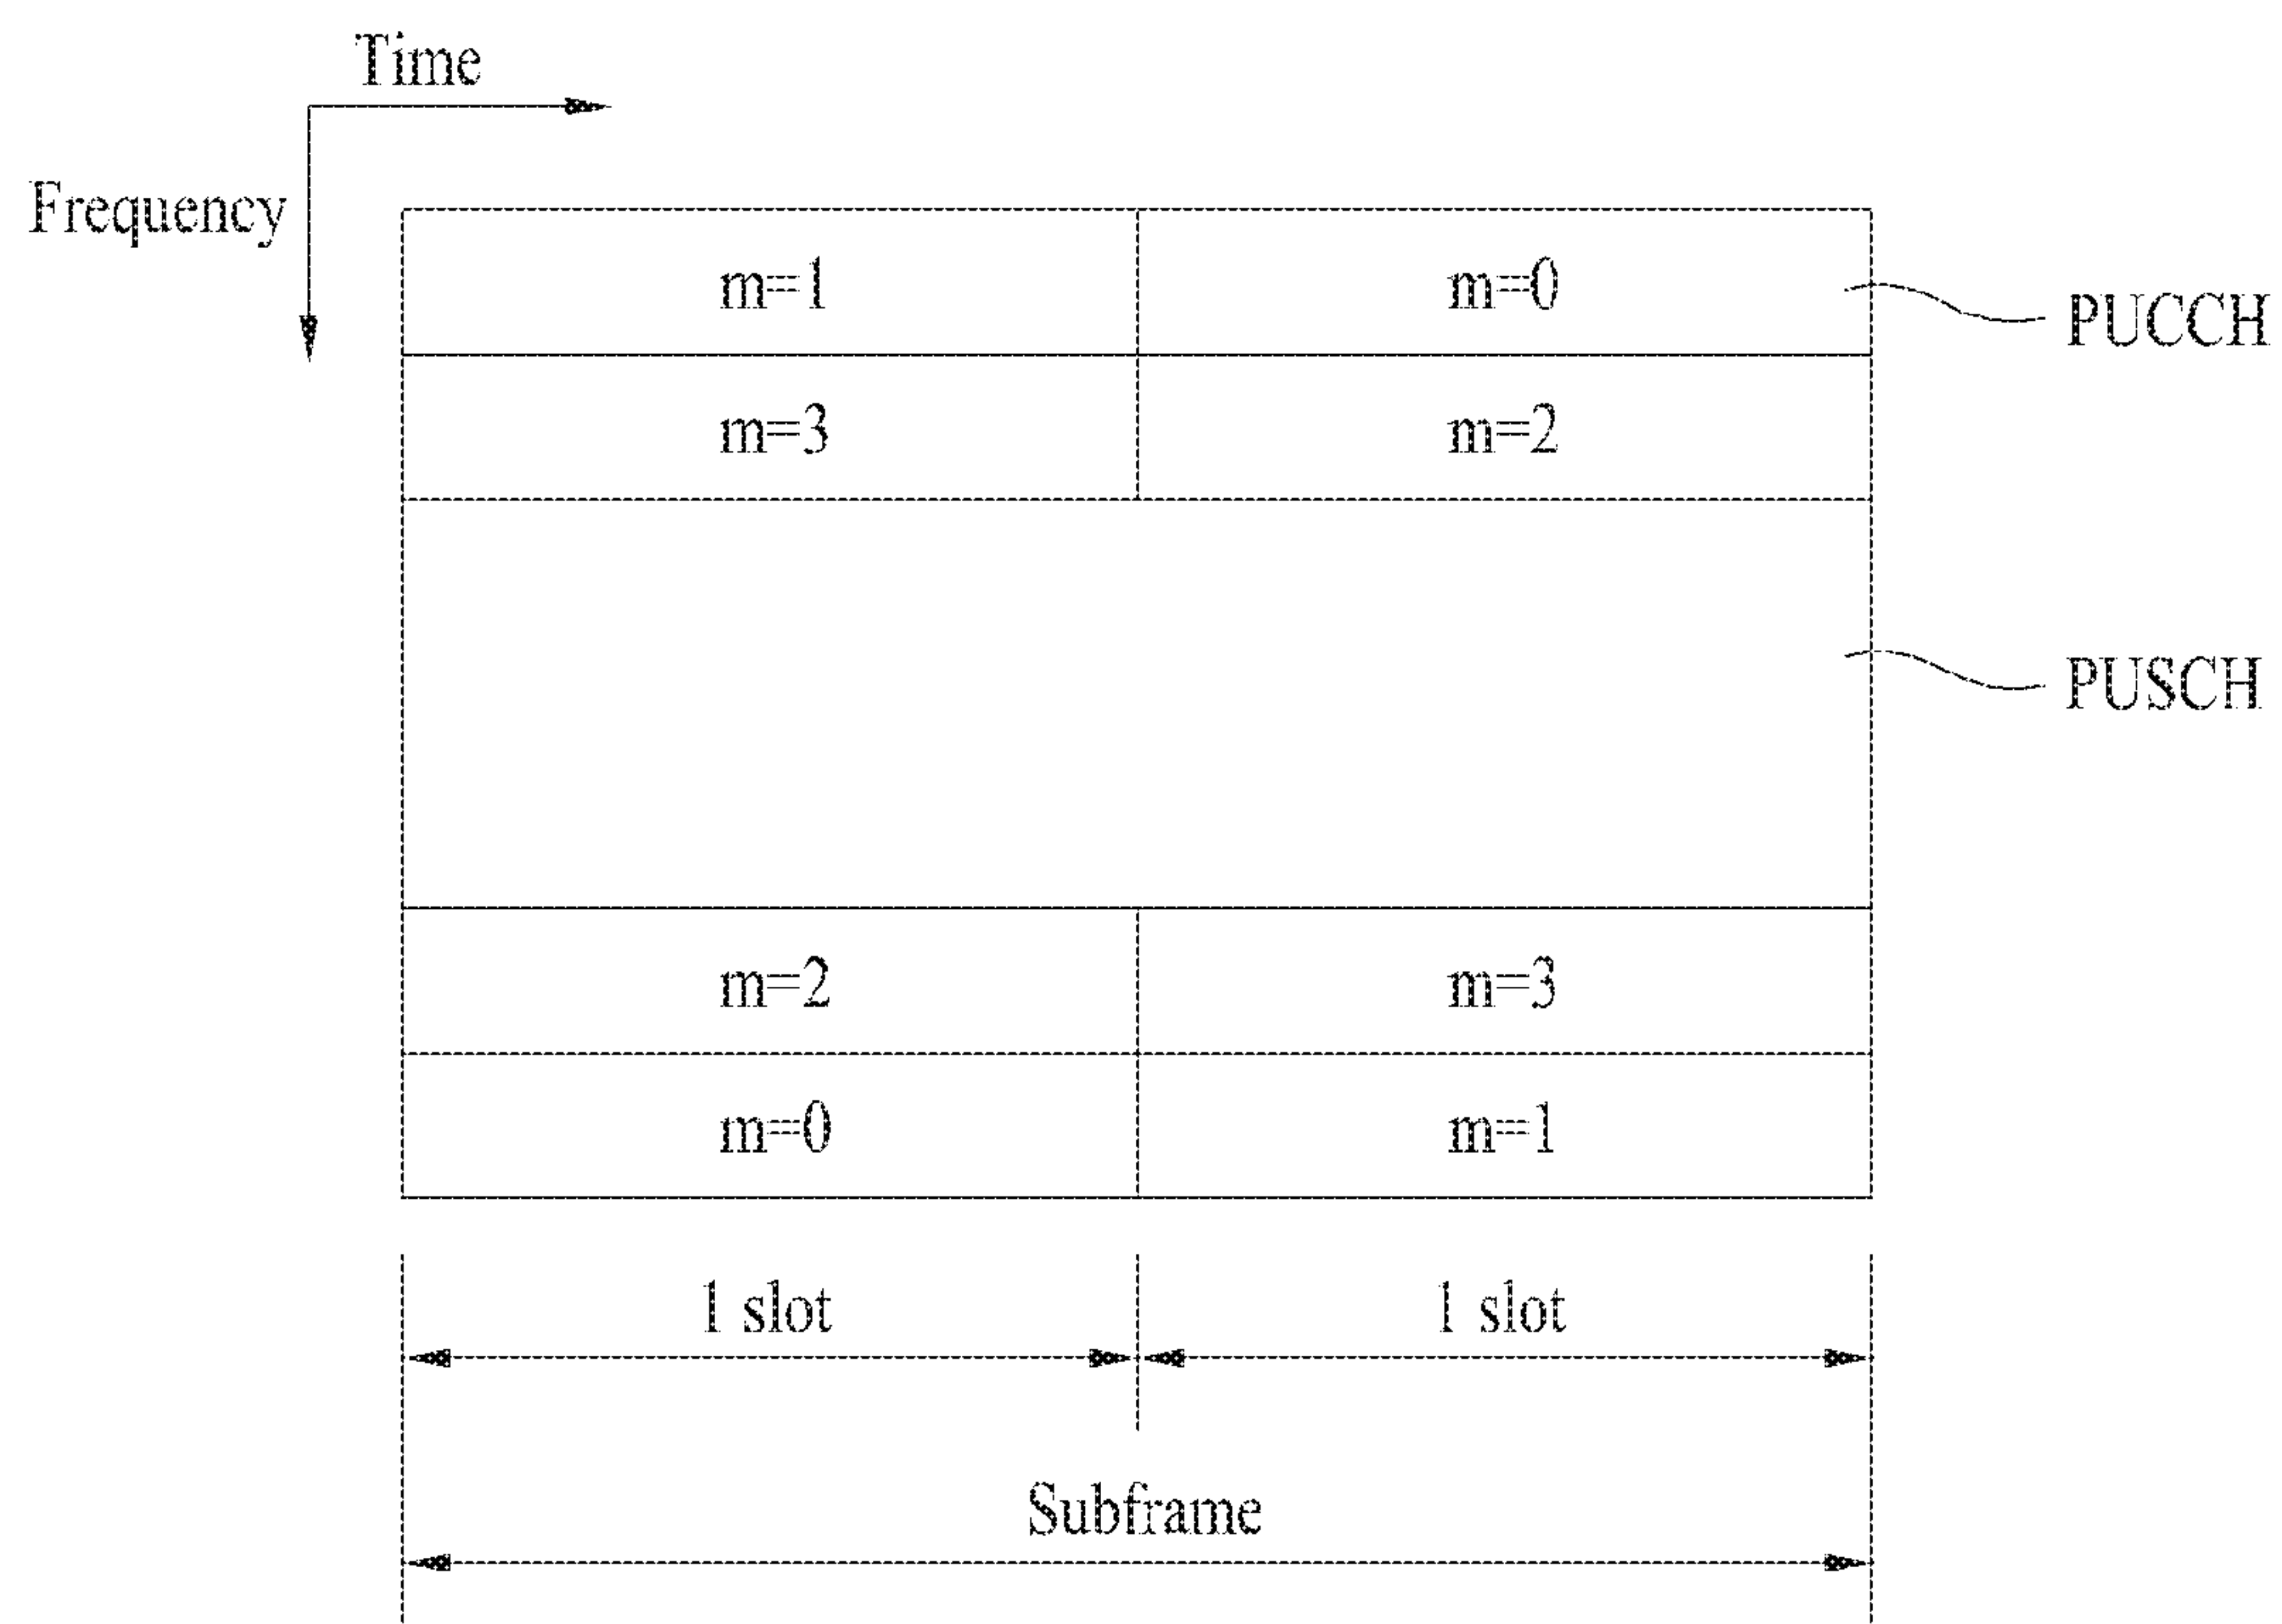 Time
Frequency
m=1 m=0
PUCCH
m=3 m=2
PUSCH
m=2 m=3
m=0 m=1
1 slot 1 slot
Subframe